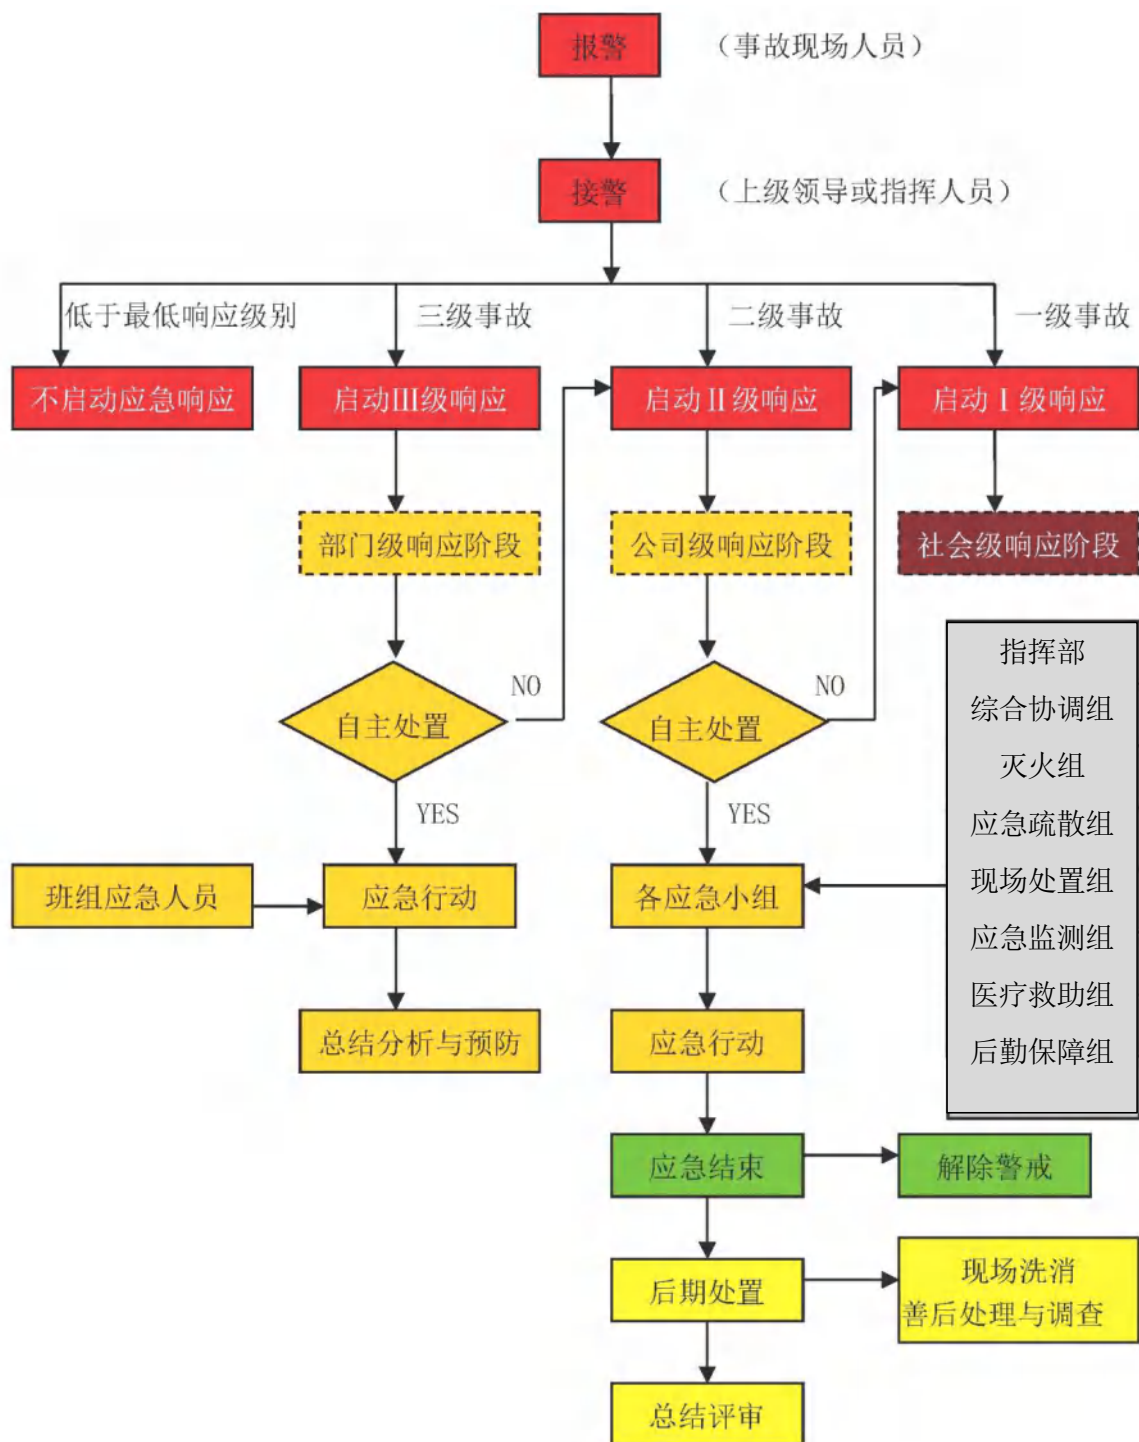 报警
（事故现场人员）
接警
（上级领导或指挥人员）
低于最低响应级别
三级事故
二级事故
一级事故
不启动应急响应
启动Ⅲ级响应
启动Ⅱ级响应
启动Ⅰ级响应
部门级响应阶段
公司级响应阶段
社会级响应阶段
自主处置
NO
自主处置
NO
YES
YES
指挥部
综合协调组
灭火组
应急疏散组
现场处置组
应急监测组
医疗救助组
后勤保障组
班组应急人员
应急行动
各应急小组
总结分析与预防
应急行动
应急结束
解除警戒
后期处置
现场洗消
善后处理与调查
总结评审